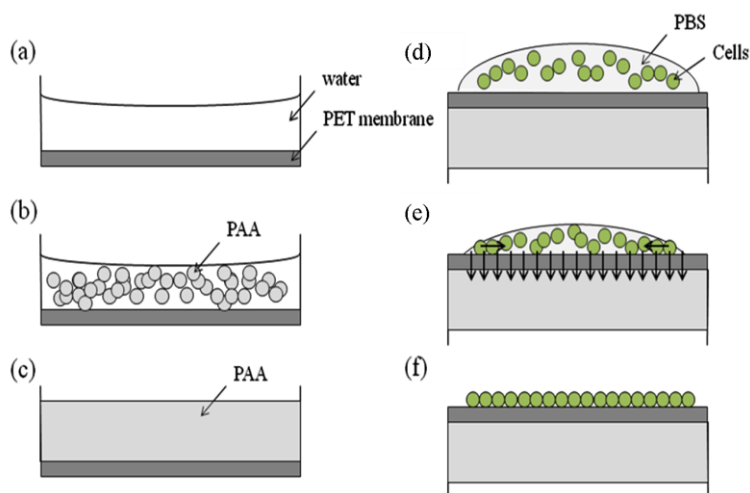 (a)
water
PET membrane
(b)
PAA
(c)
PAA
(d)
PBS
Cells
(e)
(f)